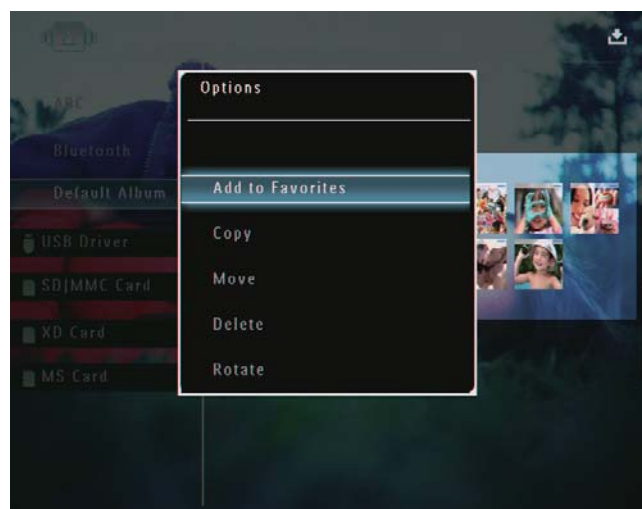 ABC
Bluetooth
Default Album
USB Driver
SD|MMC Card
XD Card
MS Card
Options
Add to Favorites
Copy
Move
Delete
Rotate